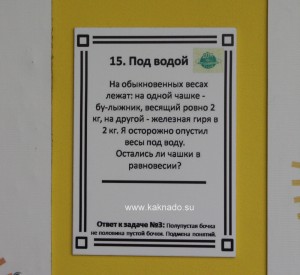 15. Под водой
На обыкновенных весах
лежат: на одной чашке -
бу-лыжник, весящий ровно 2
кг, на другой - железная гиря в
2 кг. Я осторожно опустил
весы под воду.
Остались ли чашки в
равновесии?
www.kaknado.su
Ответ к задаче №3: Полупустая бочка
не половина пустой бочки. Подмена понятий.